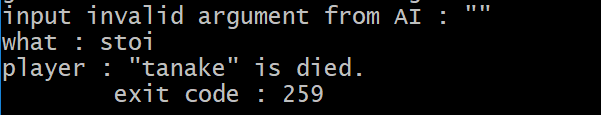 input invalid argument from AI : ""
what : stoi
player : "tanake" is died.
exit code : 259